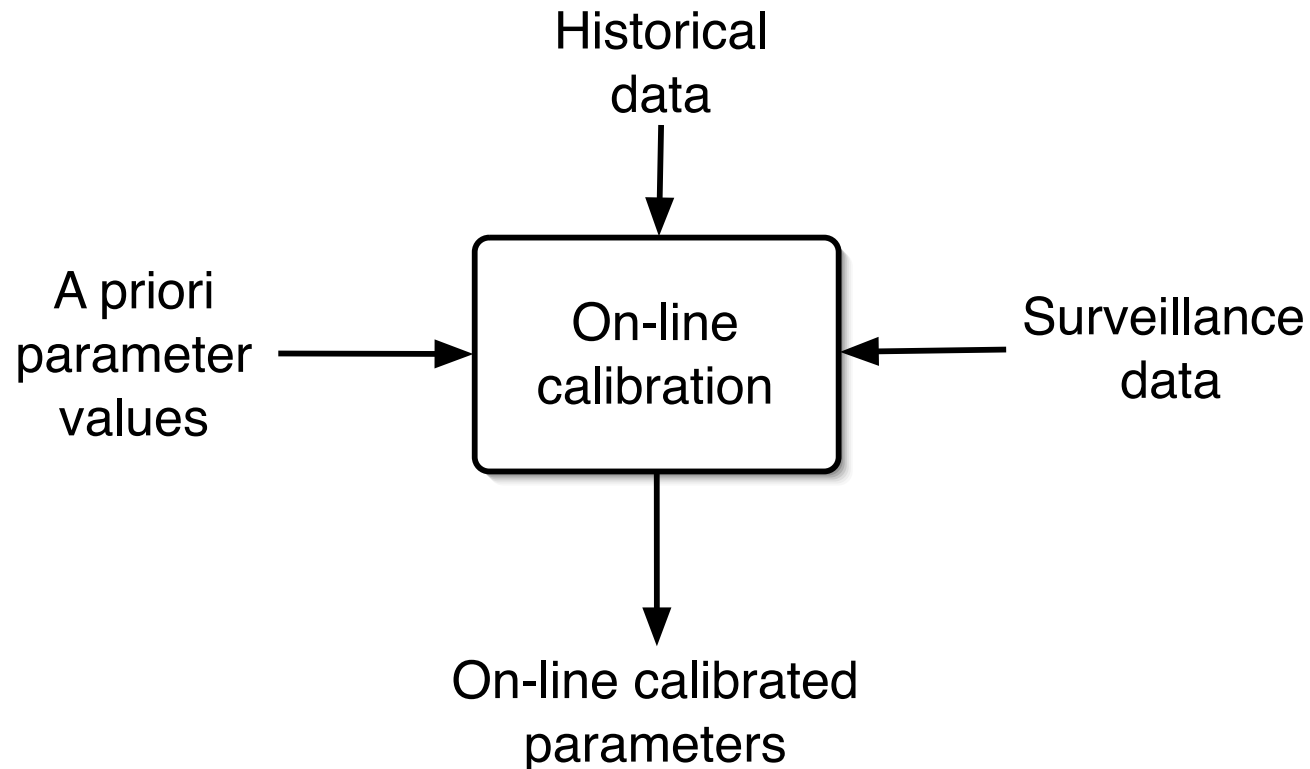 Historical
data
A priori
parameter
values
On-line
calibration
Surveillance
data
On-line calibrated
parameters